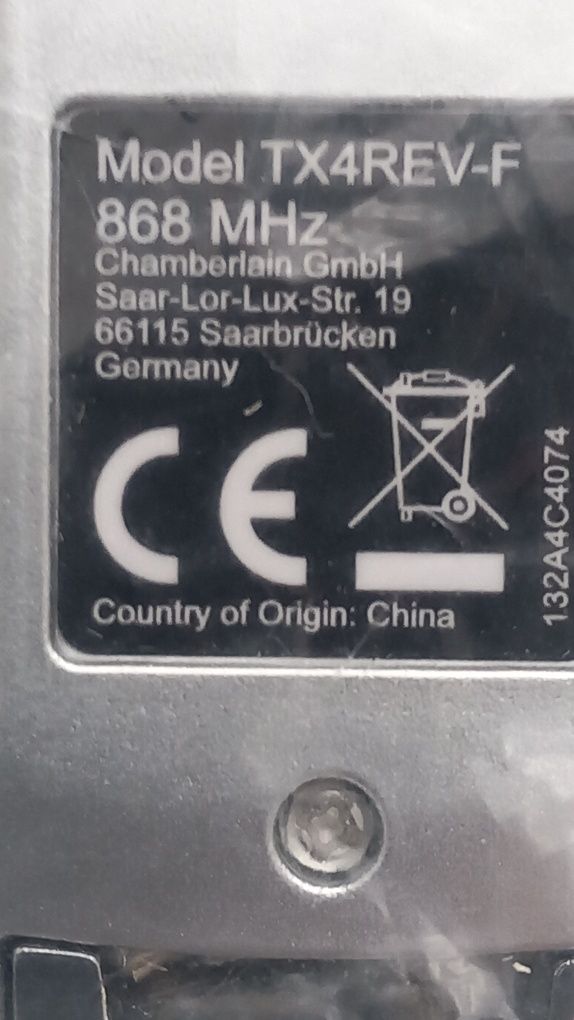 Model TX4REV-F
868 MHz
Chamberlain GmbH
Saar-Lor-Lux-Str. 19
66115 Saarbrücken
Germany
CE
Country of Origin: China
132A4C4074